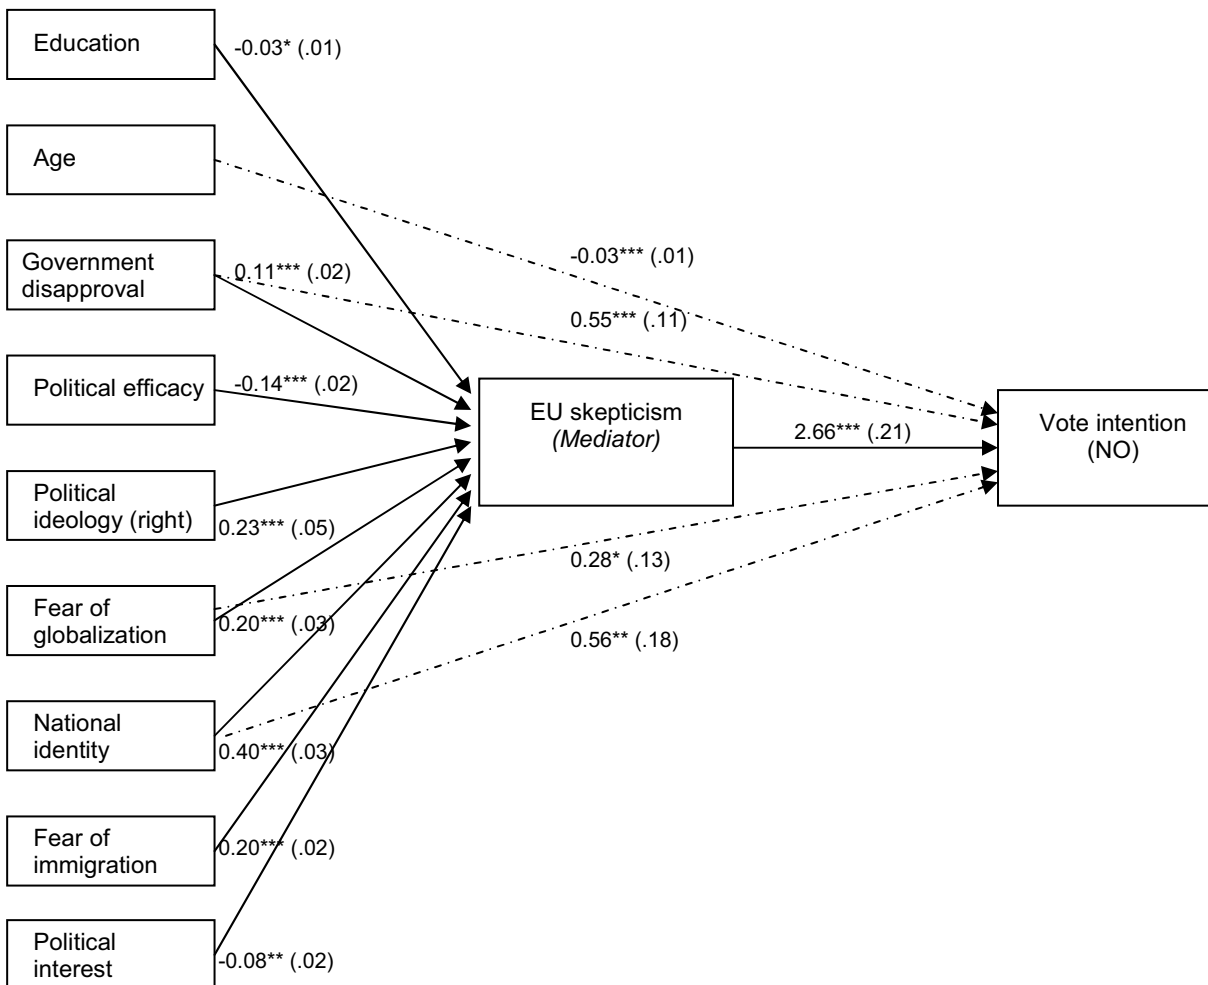 Education
-0.03* (.01)
Age
-0.03*** (.01)
Government
disapproval
0.11*** (.02)
0.55*** (.11)
Political efficacy
-0.14*** (.02)
EU skepticism
(Mediator)
2.66*** (.21)
Vote intention
(NO)
Political
ideology (right)
0.23*** (.05)
0.28* (.13)
Fear of
globalization
0.20*** (.03)
0.56** (.18)
National
identity
0.40*** (.03)
Fear of
immigration
0.20*** (.02)
Political
interest
-0.08** (.02)